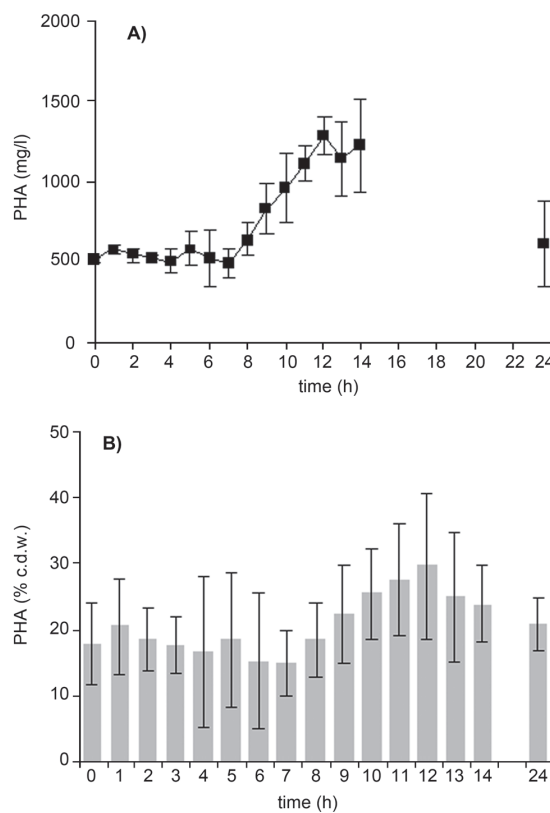 A)
PHA (mg/l)
2000
1500
1000
500
0
0 2 4 6 8 10 12 14 16 18 20 22 24
time (h)
B)
PHA (% c.d.w.)
50
40
30
20
10
0
0 1 2 3 4 5 6 7 8 9 10 11 12 13 14 24
time (h)